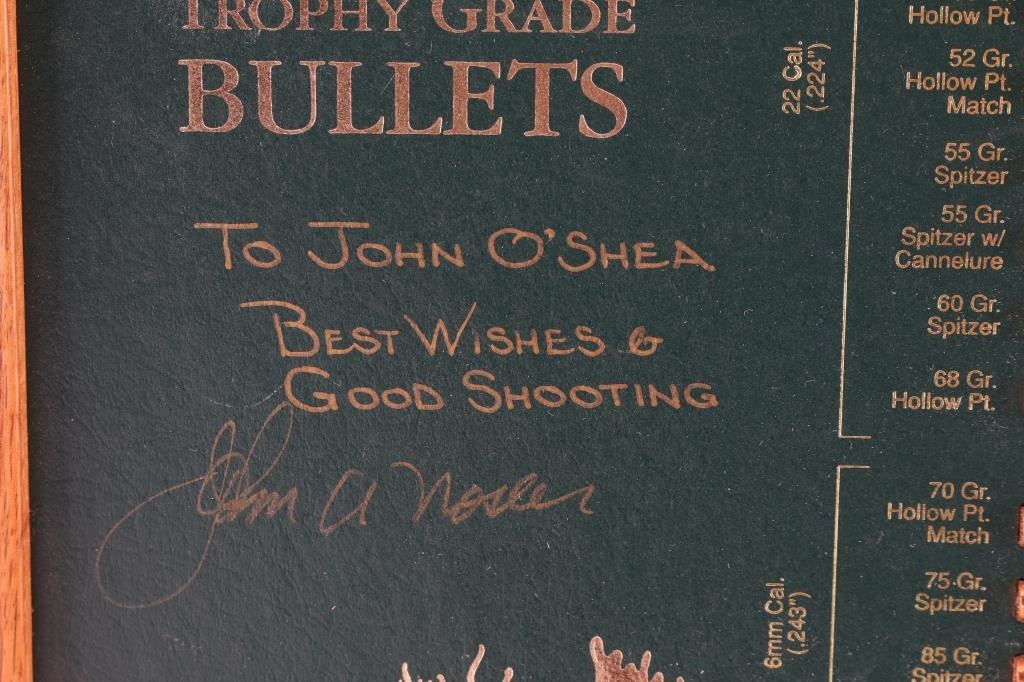 TROPHY GRADE
BULLETS
TO JOHN O'SHEA
BEST WISHES &
GOOD SHOOTING
John A Nosler
22 Cal.
(.224")
Hollow Pt.
52 Gr.
Hollow Pt.
Match
55 Gr.
Spitzer
55 Gr.
Spitzer w/
Cannelure
60 Gr.
Spitzer
68 Gr.
Hollow Pt.
6mm Cal.
(.243")
70 Gr.
Hollow Pt.
Match
75 Gr.
Spitzer
85 Gr.
Spitzer